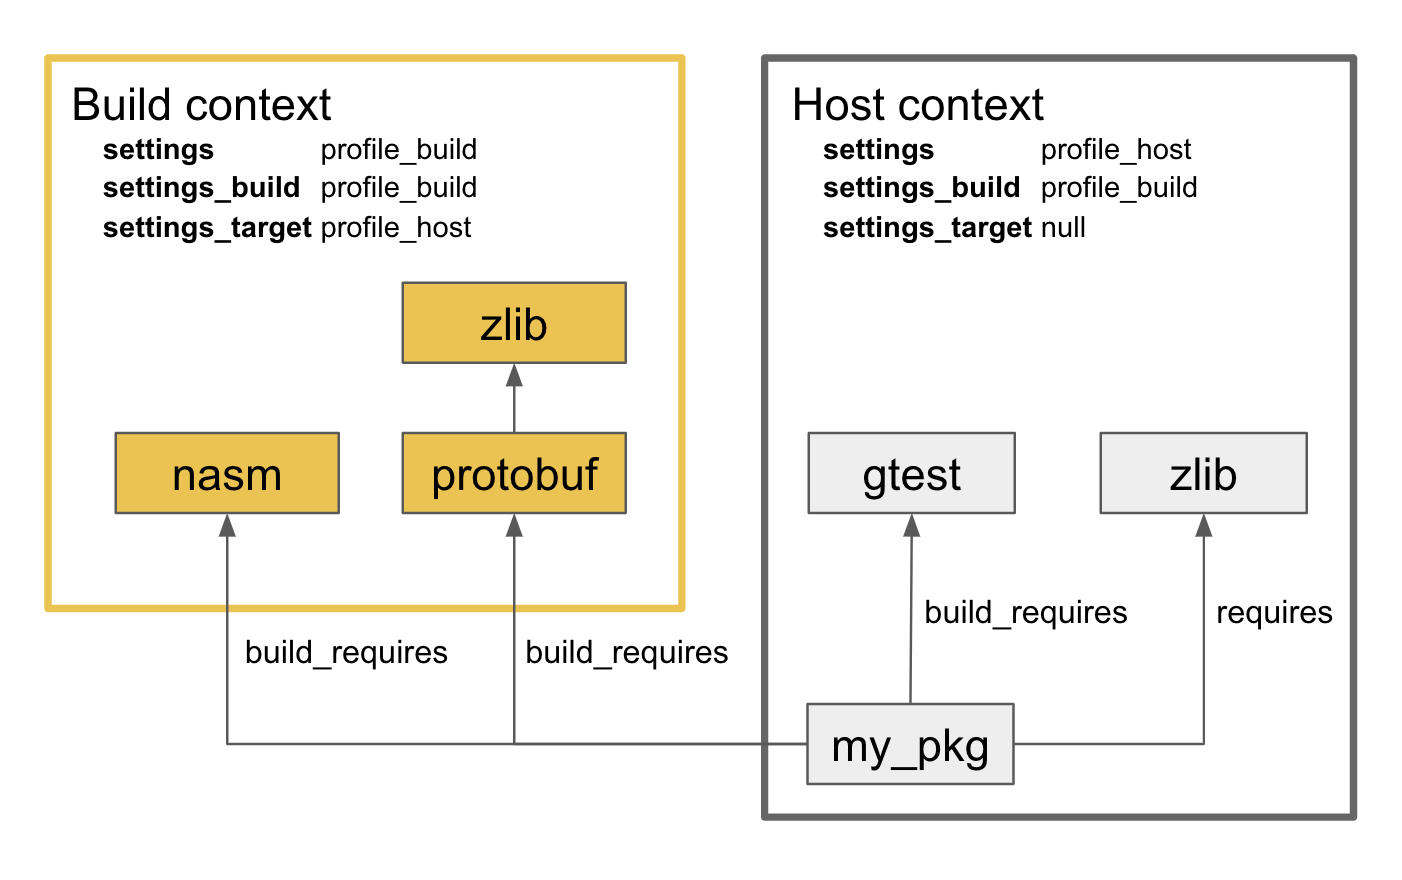 Build context
settings profile_build
settings_build profile_build
settings_target profile_host
zlib
nasm
protobuf
build_requires
build_requires
Host context
settings profile_host
settings_build profile_build
settings_target null
gtest
zlib
build_requires
requires
my_pkg